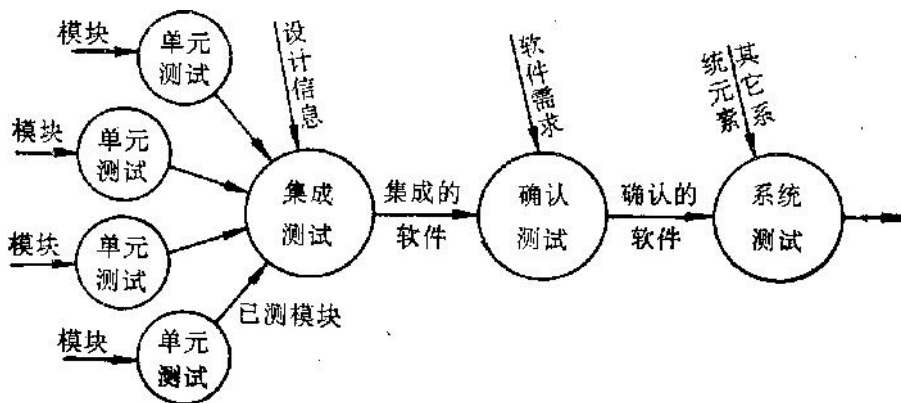 模块
单元
测试
模块
单元
测试
模块
单元
测试
模块
单元
测试
已测模块
设计信息
集成
测试
集成的
软件
软件需求
确认
测试
确认的
软件
其它系
统元素
系统
测试